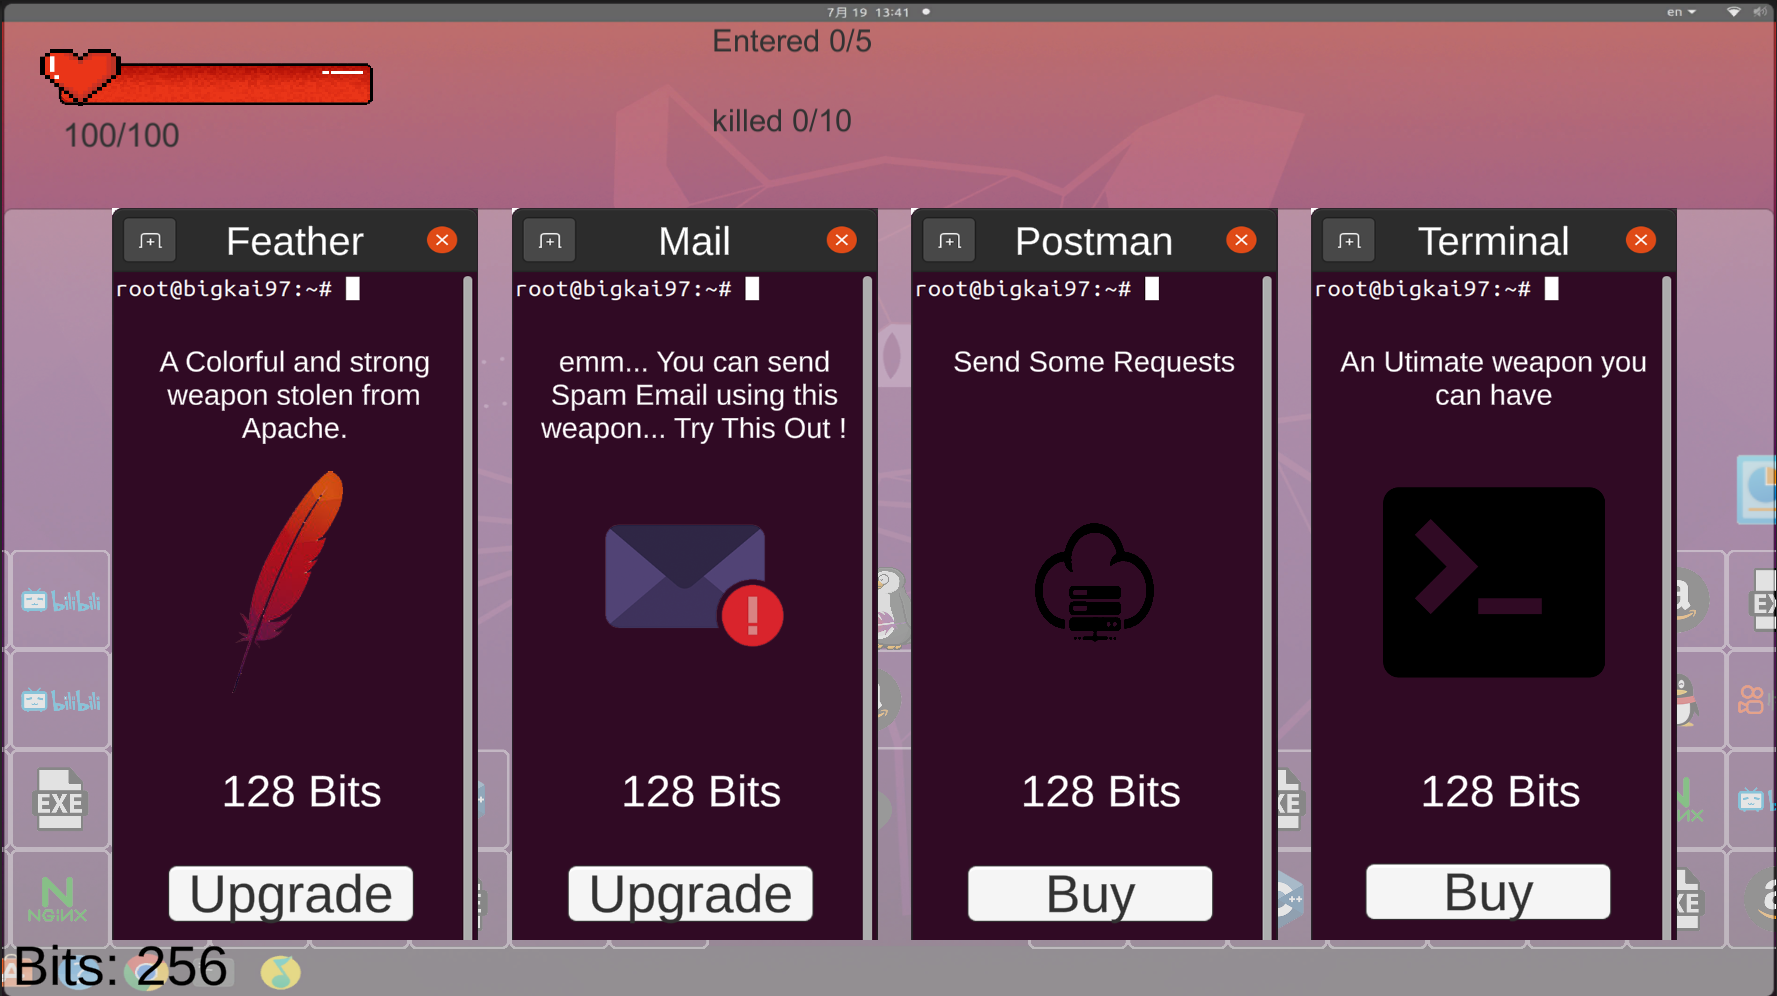 7月 19 13:41
en
Entered 0/5
killed 0/10
100/100
Feather
root@bigkai97:~#
A Colorful and strong
weapon stolen from
Apache.
128 Bits
Upgrade
Mail
root@bigkai97:~#
emm... You can send
Spam Email using this
weapon... Try This Out !
128 Bits
Upgrade
Postman
root@bigkai97:~#
Send Some Requests
128 Bits
Buy
Terminal
root@bigkai97:~#
An Utimate weapon you
can have
128 Bits
Buy
bilibili
bilibili
EXE
NGINX
Bits: 256